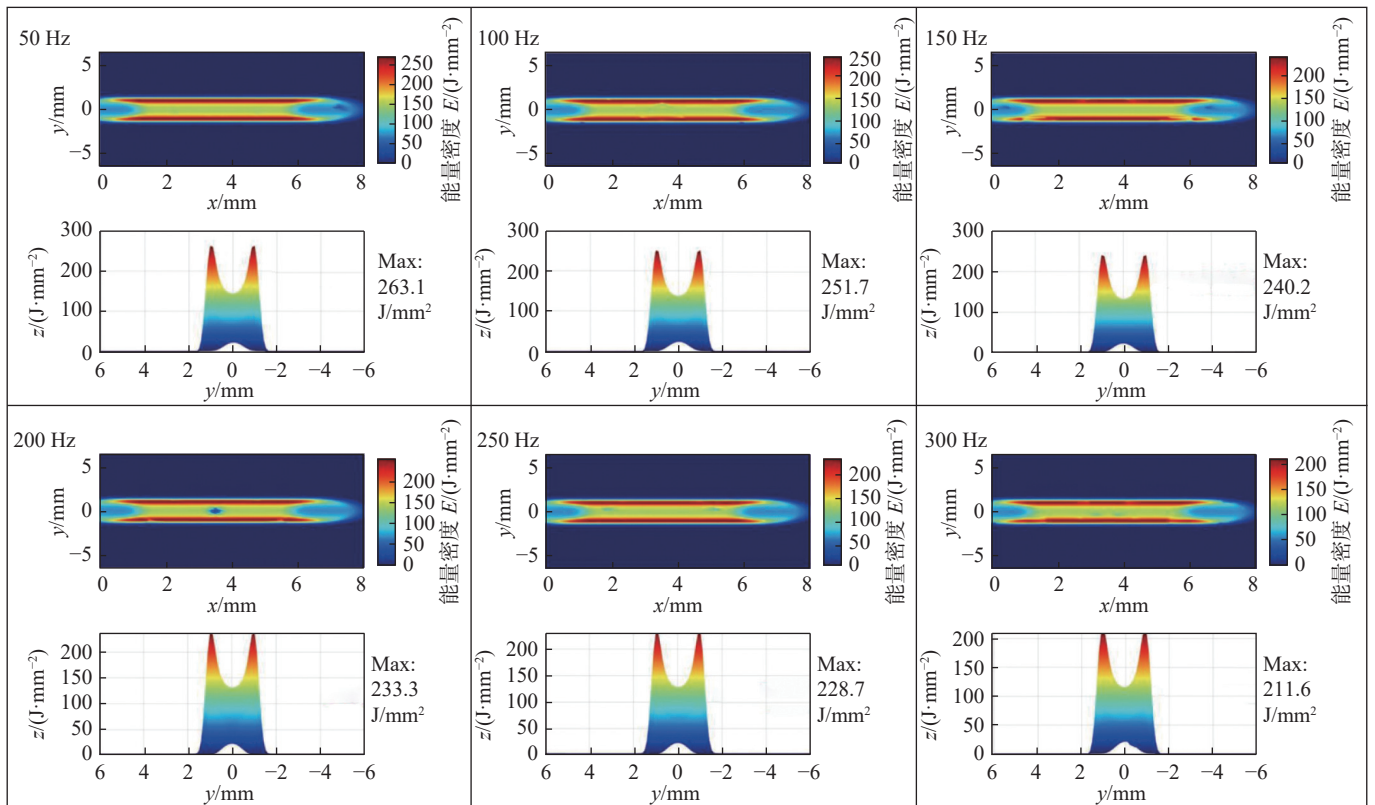 50 Hz
5
0
−5
y/mm
0 2 4 6 8
x/mm
250
200
150
100
50
0
能量密度 E/(J·mm⁻²)
300
200
100
0
z/(J·mm⁻²)
6 4 2 0 −2 −4 −6
y/mm
Max:
263.1
J/mm²
100 Hz
5
0
−5
y/mm
0 2 4 6 8
x/mm
250
200
150
100
50
0
能量密度 E/(J·mm⁻²)
300
200
100
0
z/(J·mm⁻²)
6 4 2 0 −2 −4 −6
y/mm
Max:
251.7
J/mm²
150 Hz
5
0
−5
y/mm
0 2 4 6 8
x/mm
200
150
100
50
0
能量密度 E/(J·mm⁻²)
300
200
100
0
z/(J·mm⁻²)
6 4 2 0 −2 −4 −6
y/mm
Max:
240.2
J/mm²
200 Hz
5
0
−5
y/mm
0 2 4 6 8
x/mm
200
150
100
50
0
能量密度 E/(J·mm⁻²)
200
150
100
50
0
z/(J·mm⁻²)
6 4 2 0 −2 −4 −6
y/mm
Max:
233.3
J/mm²
250 Hz
5
0
−5
y/mm
0 2 4 6 8
x/mm
200
150
100
50
0
能量密度 E/(J·mm⁻²)
200
150
100
50
0
z/(J·mm⁻²)
6 4 2 0 −2 −4 −6
y/mm
Max:
228.7
J/mm²
300 Hz
5
0
−5
y/mm
0 2 4 6 8
x/mm
200
150
100
50
0
能量密度 E/(J·mm⁻²)
200
150
100
50
0
z/(J·mm⁻²)
6 4 2 0 −2 −4 −6
y/mm
Max:
211.6
J/mm²